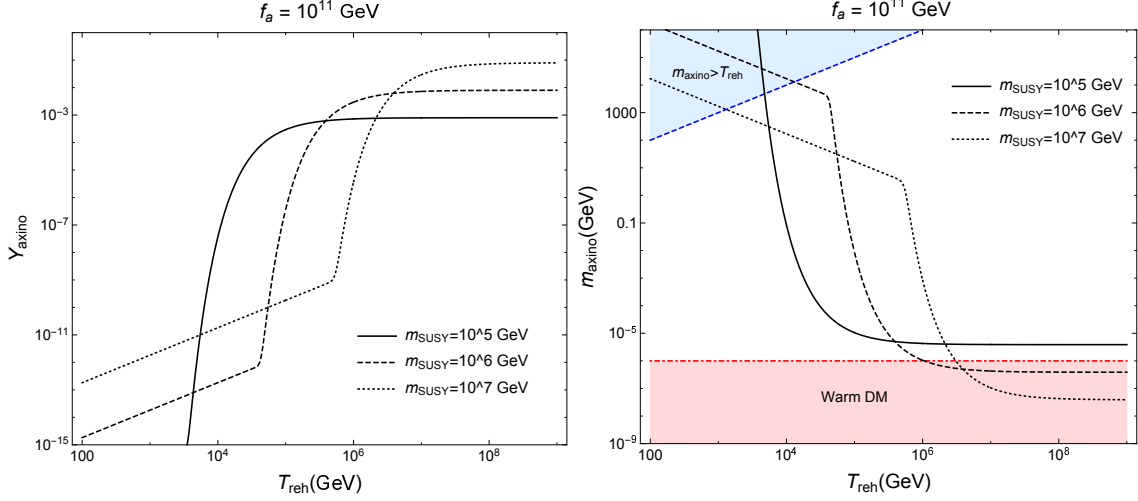 f_a = 10^11 GeV
10^-3
10^-7
10^-11
10^-15
Y_axino
m_SUSY=10^5 GeV
m_SUSY=10^6 GeV
m_SUSY=10^7 GeV
100
10^4
10^6
10^8
T_reh(GeV)
f_a = 10^11 GeV
1000
0.1
10^-5
10^-9
m_axino(GeV)
m_axino>T_reh
m_SUSY=10^5 GeV
m_SUSY=10^6 GeV
m_SUSY=10^7 GeV
Warm DM
100
10^4
10^6
10^8
T_reh(GeV)